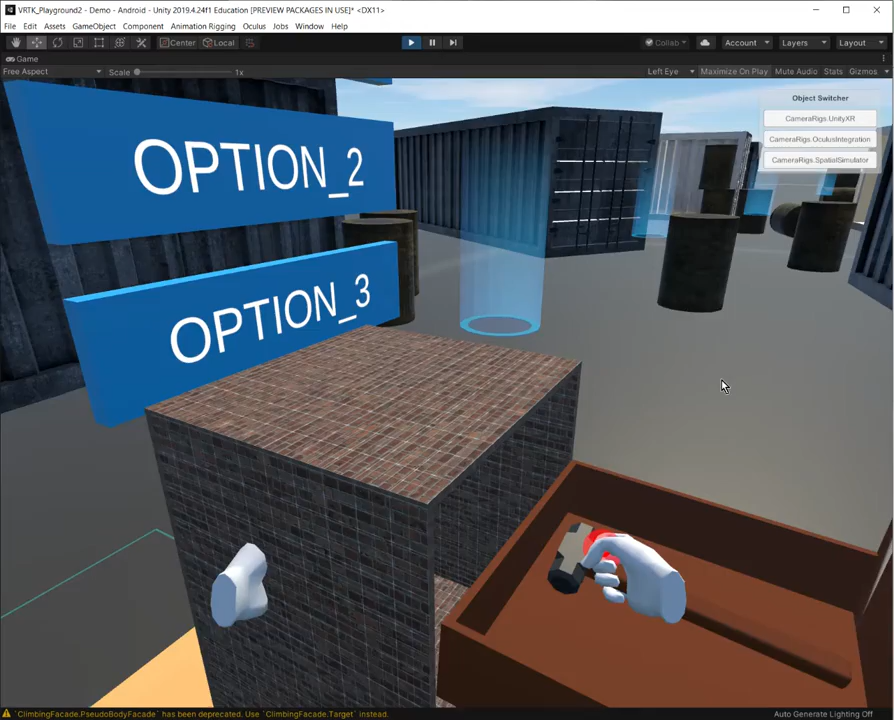 VRTK_Playground2 - Demo - Android - Unity 2019.4.24f1 Education [PREVIEW PACKAGES IN USE]* <DX11>
File Edit Assets GameObject Component Animation Rigging Oculus Jobs Window Help
Center Local Collab Account Layers Layout
Game
Free Aspect Scale 1x Left Eye Maximize On Play Mute Audio Stats Gizmos
Object Switcher
CameraRigs.UnityXR
CameraRigs.OculusIntegration
CameraRigs.SpatialSimulator
OPTION_2
OPTION_3
ClimbingFacade.PseudoBodyFacade` has been deprecated. Use `ClimbingFacade.Target` instead. Auto Generate Lighting Off